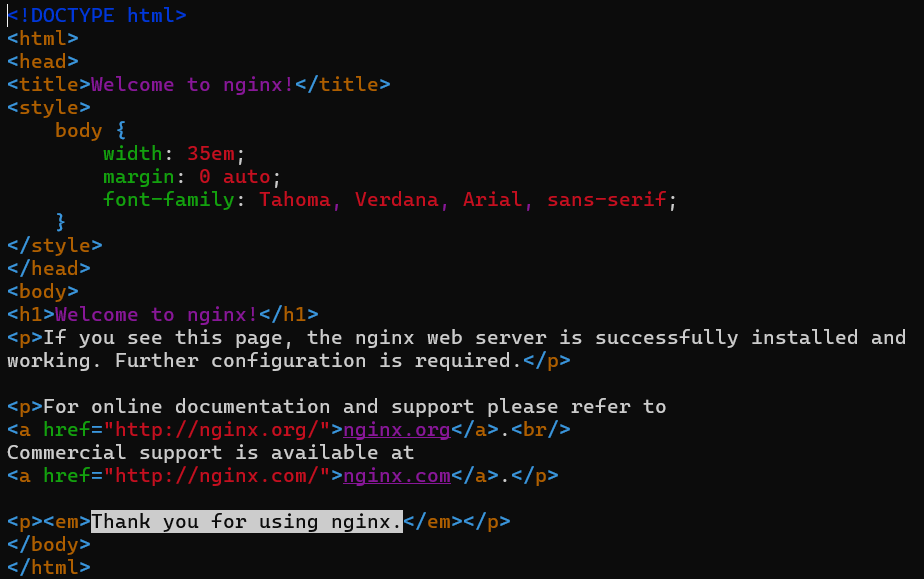 <!DOCTYPE html>
<html>
<head>
<title>Welcome to nginx!</title>
<style>
    body {
        width: 35em;
        margin: 0 auto;
        font-family: Tahoma, Verdana, Arial, sans-serif;
    }
</style>
</head>
<body>
<h1>Welcome to nginx!</h1>
<p>If you see this page, the nginx web server is successfully installed and
working. Further configuration is required.</p>

<p>For online documentation and support please refer to
<a href="http://nginx.org/">nginx.org</a>.<br/>
Commercial support is available at
<a href="http://nginx.com/">nginx.com</a>.</p>

<p><em>Thank you for using nginx.</em></p>
</body>
</html>